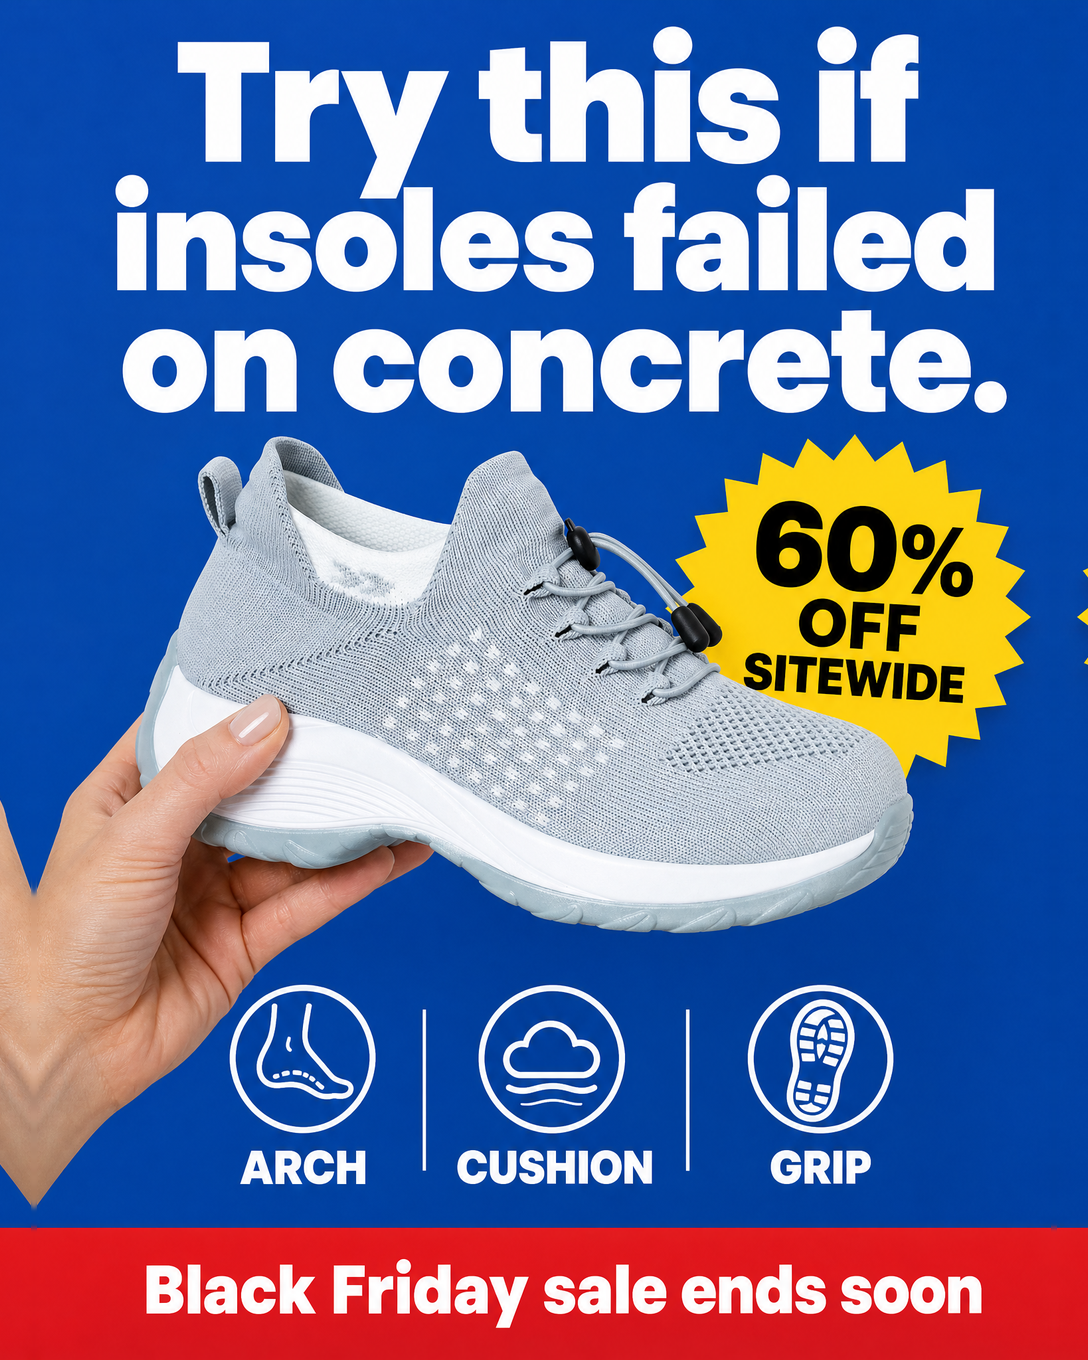 Try this if
insoles failed
on concrete.
60%
OFF
SITEWIDE
ARCH
CUSHION
GRIP
Black Friday sale ends soon